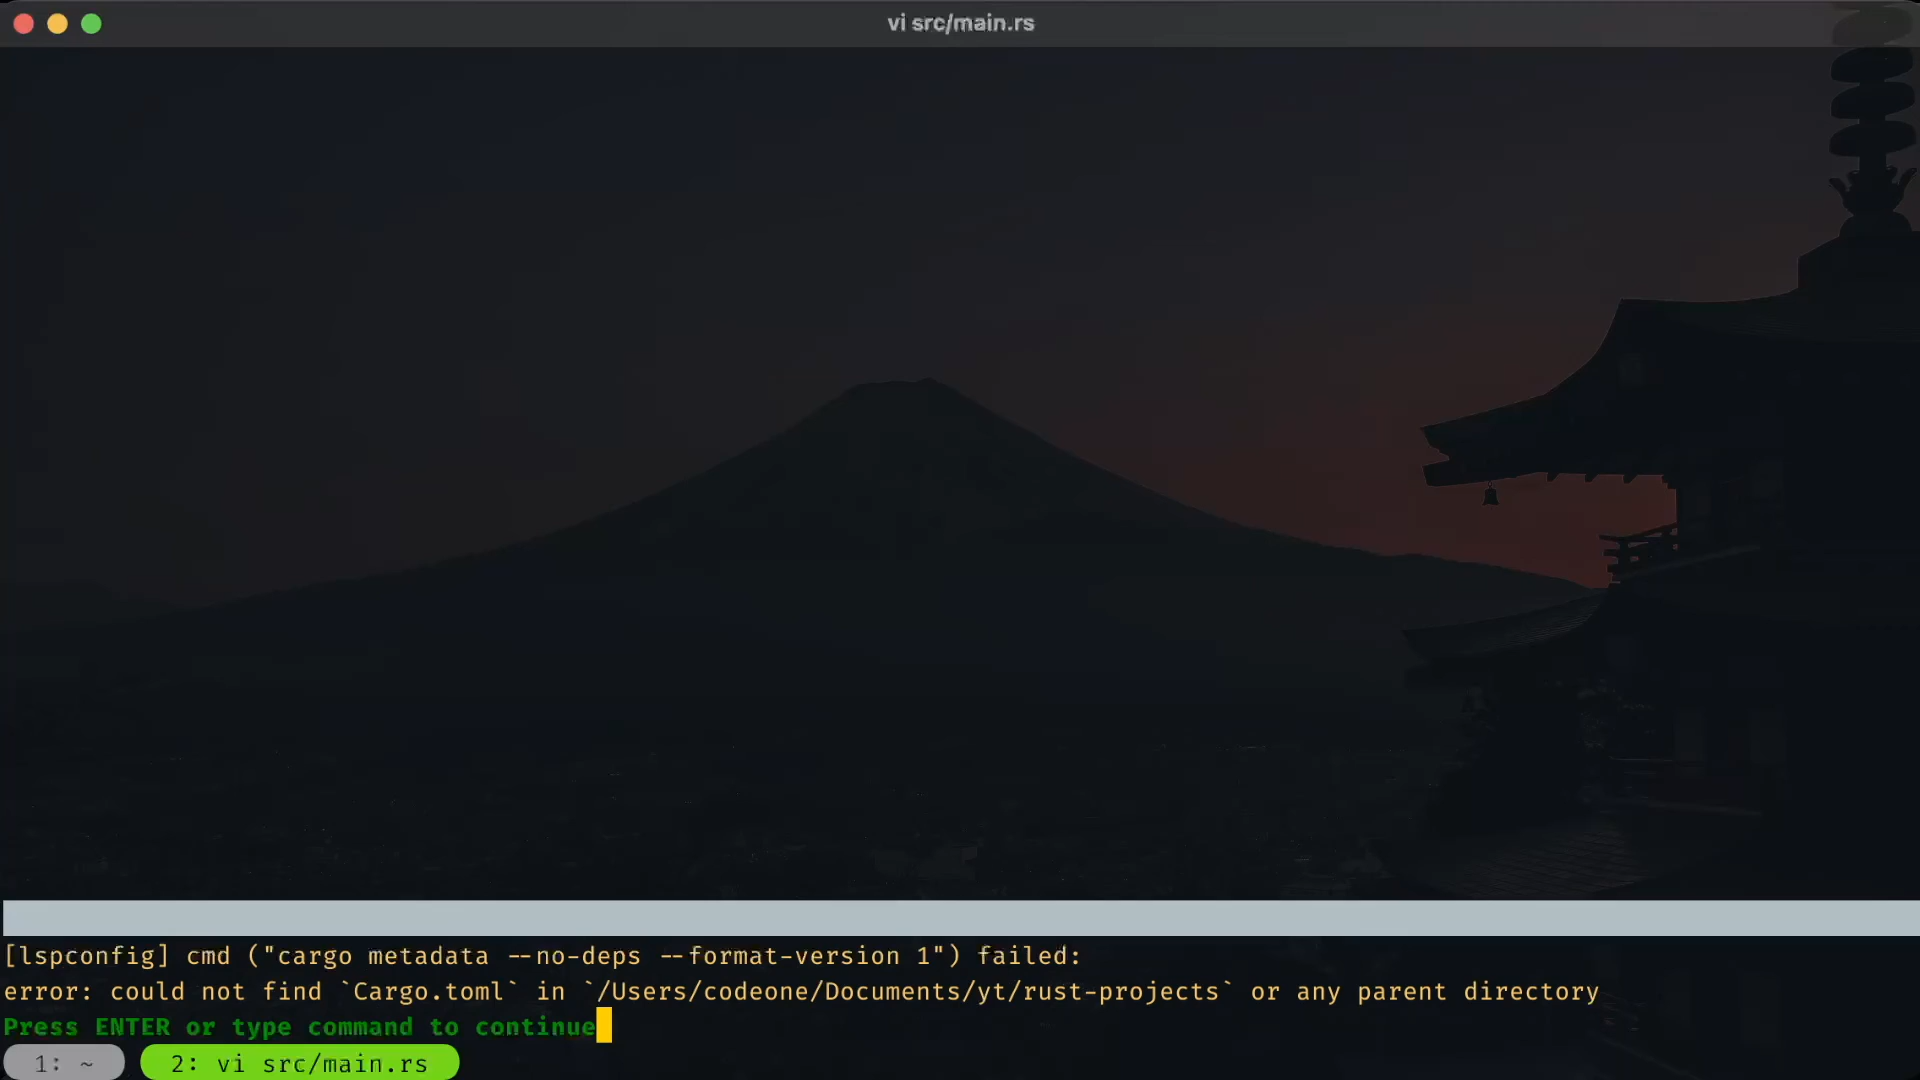 vi src/main.rs
[lspconfig] cmd ("cargo metadata --no-deps --format-version 1") failed:
error: could not find `Cargo.toml` in `/Users/codeone/Documents/yt/rust-projects` or any parent directory
Press ENTER or type command to continue
1: ~ 2: vi src/main.rs